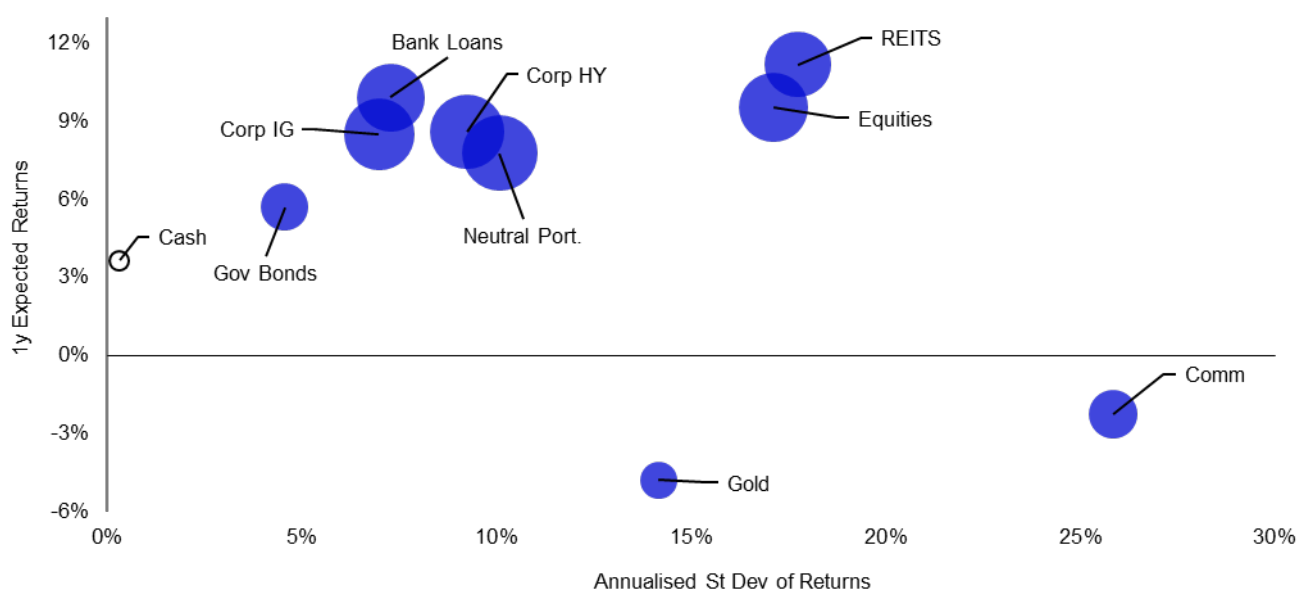 12%
9%
6%
3%
0%
-3%
-6%
1y Expected Returns
Bank Loans
REITS
Corp HY
Corp IG
Equities
Neutral Port.
Cash
Gov Bonds
Comm
Gold
0%
5%
10%
15%
20%
25%
30%
Annualised St Dev of Returns